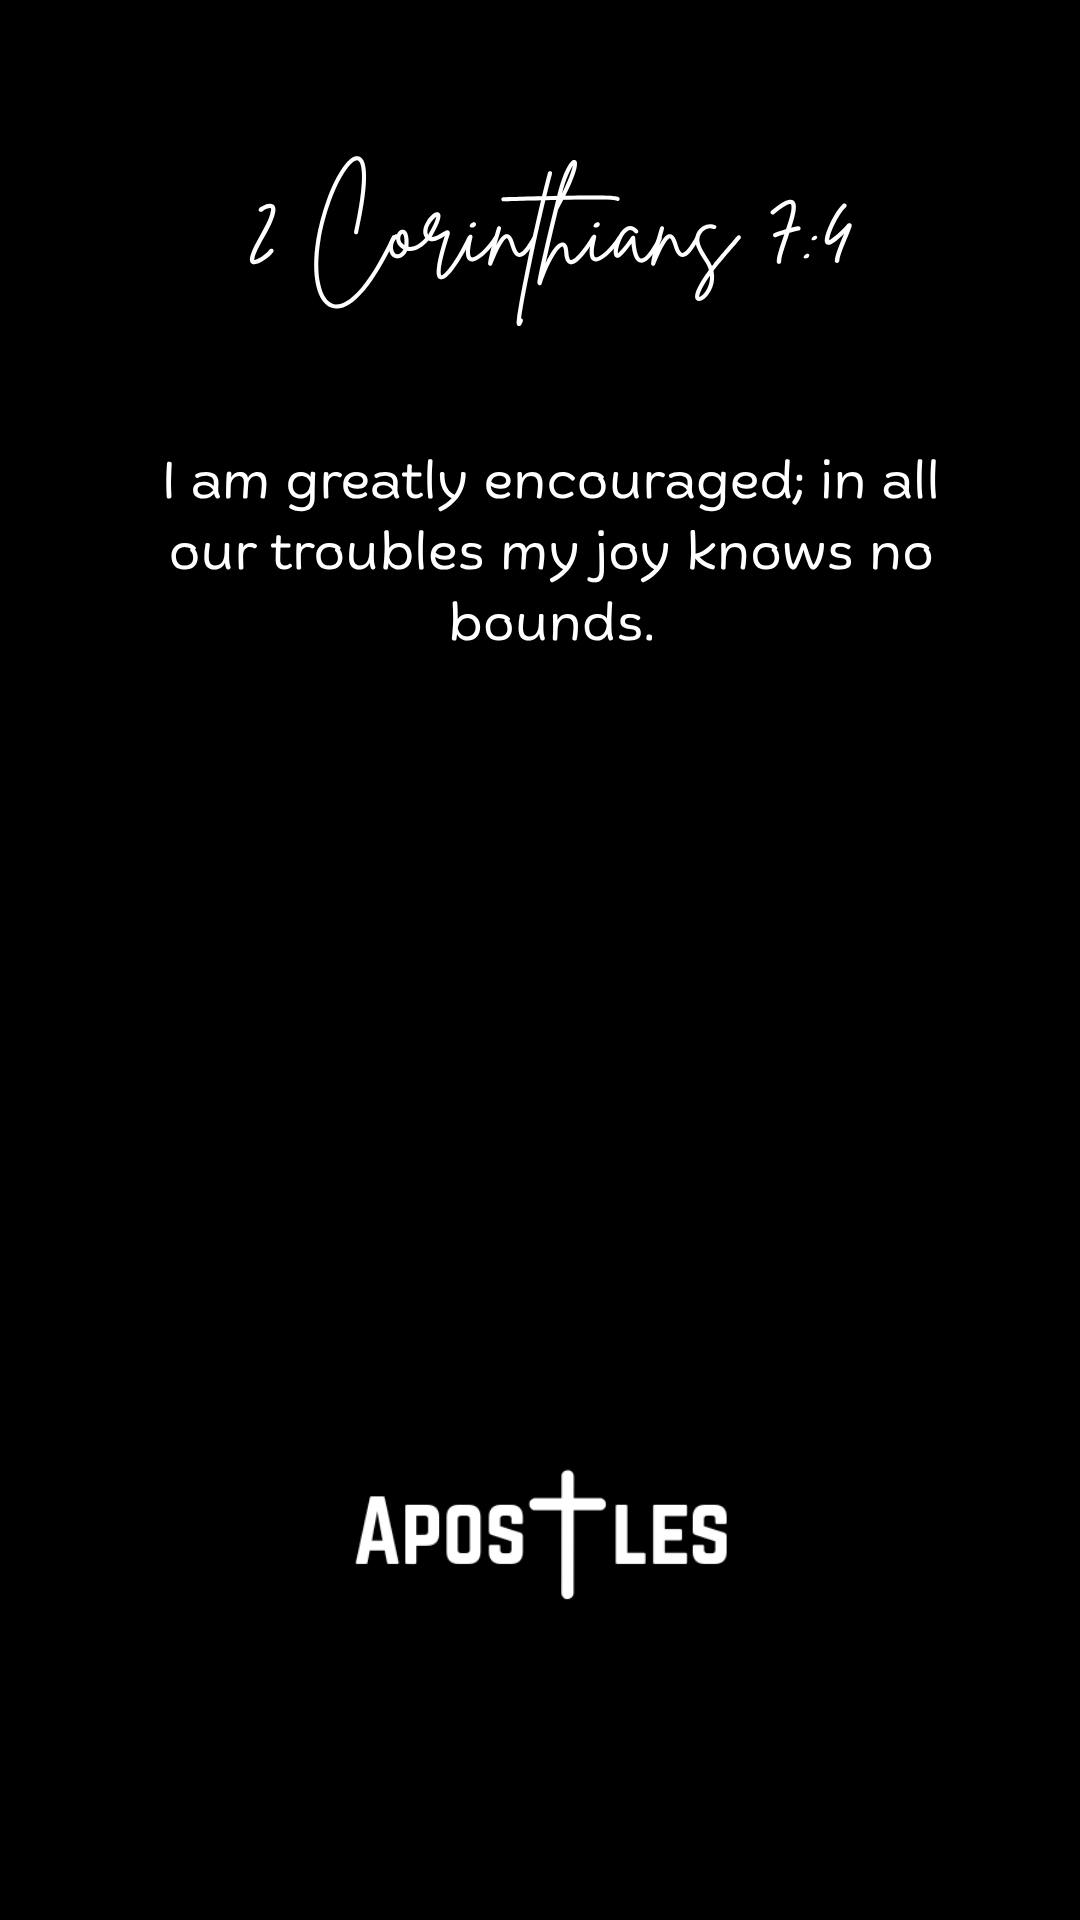 2 Corinthians 7:4
I am greatly encouraged; in all
our troubles my joy knows no
bounds.
APOSTLES